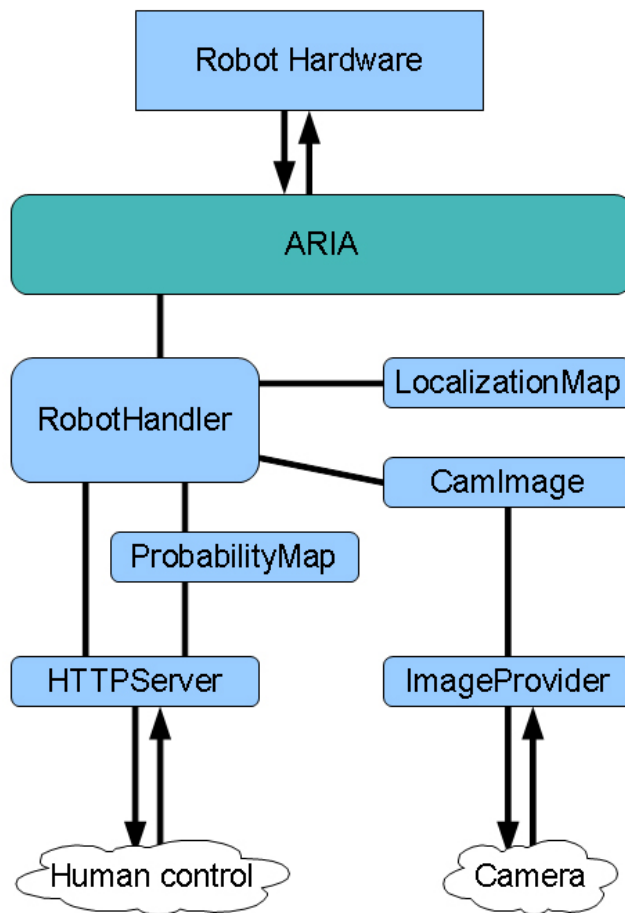 Robot Hardware
ARIA
RobotHandler
LocalizationMap
CamImage
ProbabilityMap
HTTPServer
ImageProvider
Human control
Camera